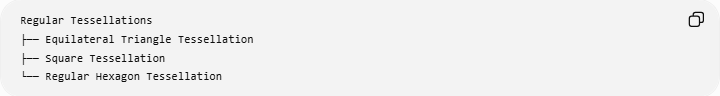 Regular Tessellations
├── Equilateral Triangle Tessellation
├── Square Tessellation
└── Regular Hexagon Tessellation